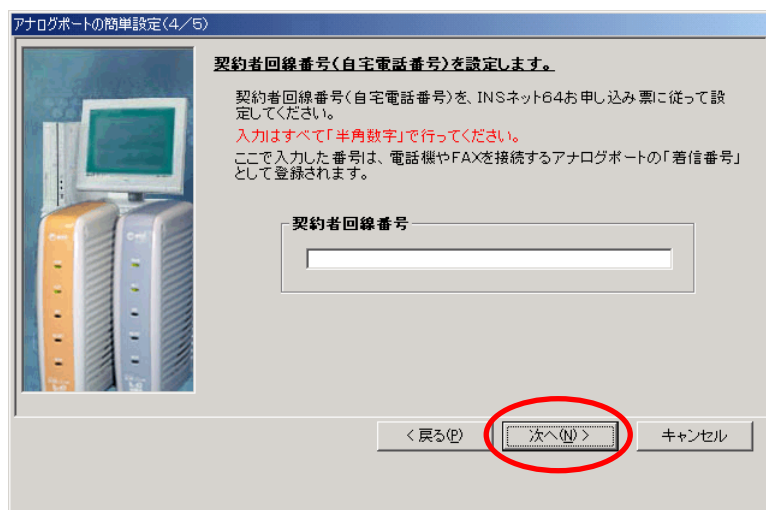 アナログポートの簡単設定(4／5)
契約者回線番号(自宅電話番号)を設定します。
契約者回線番号(自宅電話番号)を、INSネット64お申し込み票に従って設
定してください。
入力はすべて「半角数字」で行ってください。
ここで入力した番号は、電話機やFAXを接続するアナログポートの「着信番号」
として登録されます。
契約者回線番号
< 戻る(P)
次へ(N) >
キャンセル